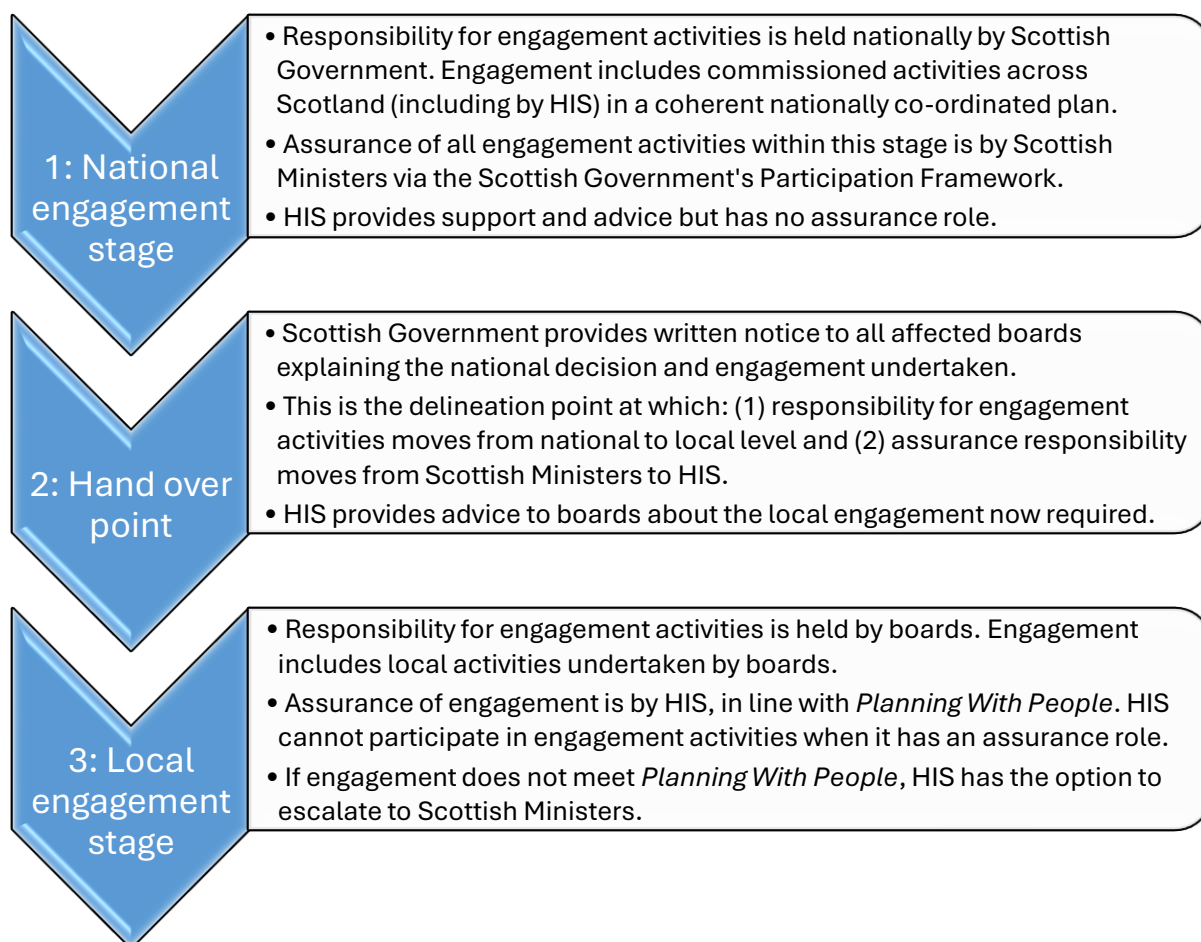 1: National
engagement
stage
• Responsibility for engagement activities is held nationally by Scottish
Government. Engagement includes commissioned activities across
Scotland (including by HIS) in a coherent nationally co-ordinated plan.
• Assurance of all engagement activities within this stage is by Scottish
Ministers via the Scottish Government's Participation Framework.
• HIS provides support and advice but has no assurance role.
2: Hand over
point
• Scottish Government provides written notice to all affected boards
explaining the national decision and engagement undertaken.
• This is the delineation point at which: (1) responsibility for engagement
activities moves from national to local level and (2) assurance responsibility
moves from Scottish Ministers to HIS.
• HIS provides advice to boards about the local engagement now required.
3: Local
engagement
stage
• Responsibility for engagement activities is held by boards. Engagement
includes local activities undertaken by boards.
• Assurance of engagement is by HIS, in line with Planning With People. HIS
cannot participate in engagement activities when it has an assurance role.
• If engagement does not meet Planning With People, HIS has the option to
escalate to Scottish Ministers.